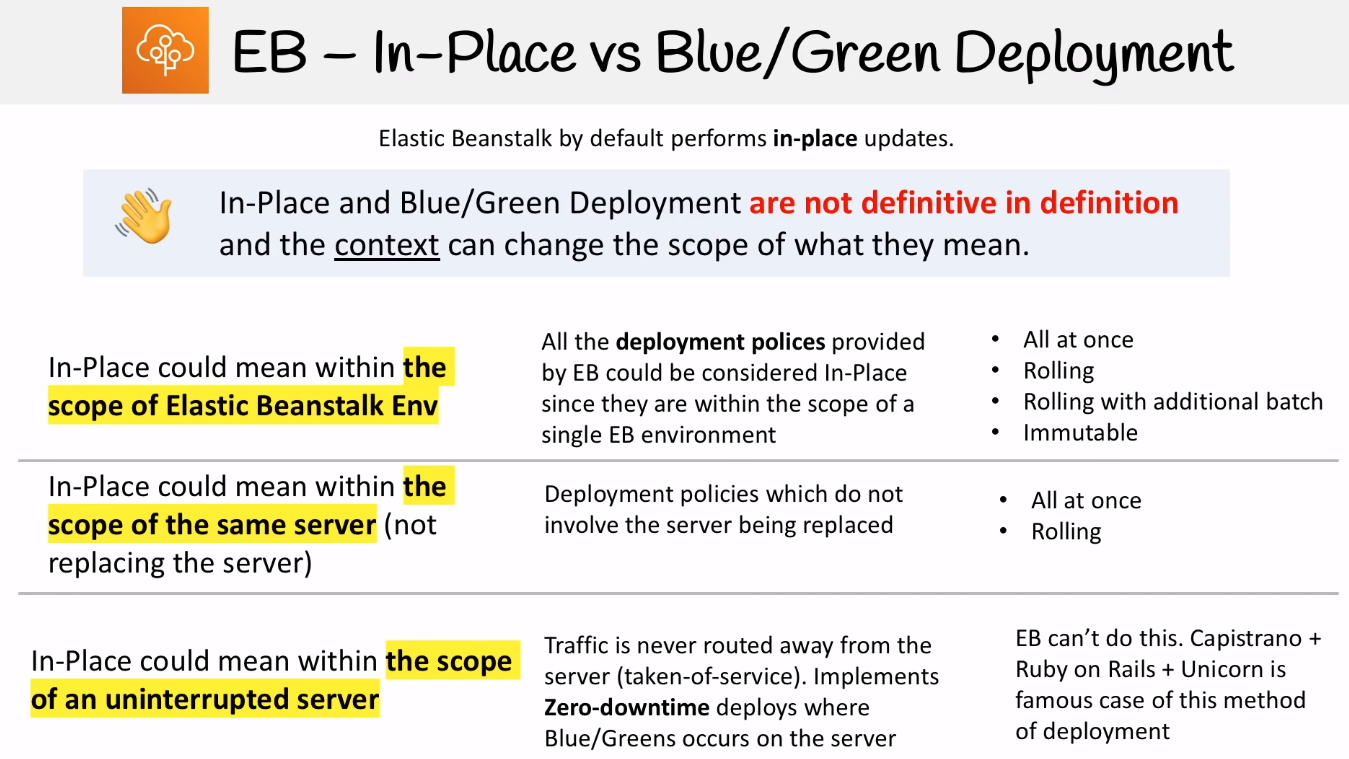 EB – In-Place vs Blue/Green Deployment
Elastic Beanstalk by default performs in-place updates.
In-Place and Blue/Green Deployment are not definitive in definition
and the context can change the scope of what they mean.
In-Place could mean within the
scope of Elastic Beanstalk Env
All the deployment polices provided
by EB could be considered In-Place
since they are within the scope of a
single EB environment
• All at once
• Rolling
• Rolling with additional batch
• Immutable
In-Place could mean within the
scope of the same server (not
replacing the server)
Deployment policies which do not
involve the server being replaced
• All at once
• Rolling
In-Place could mean within the scope
of an uninterrupted server
Traffic is never routed away from the
server (taken-of-service). Implements
Zero-downtime deploys where
Blue/Greens occurs on the server
EB can’t do this. Capistrano +
Ruby on Rails + Unicorn is
famous case of this method
of deployment